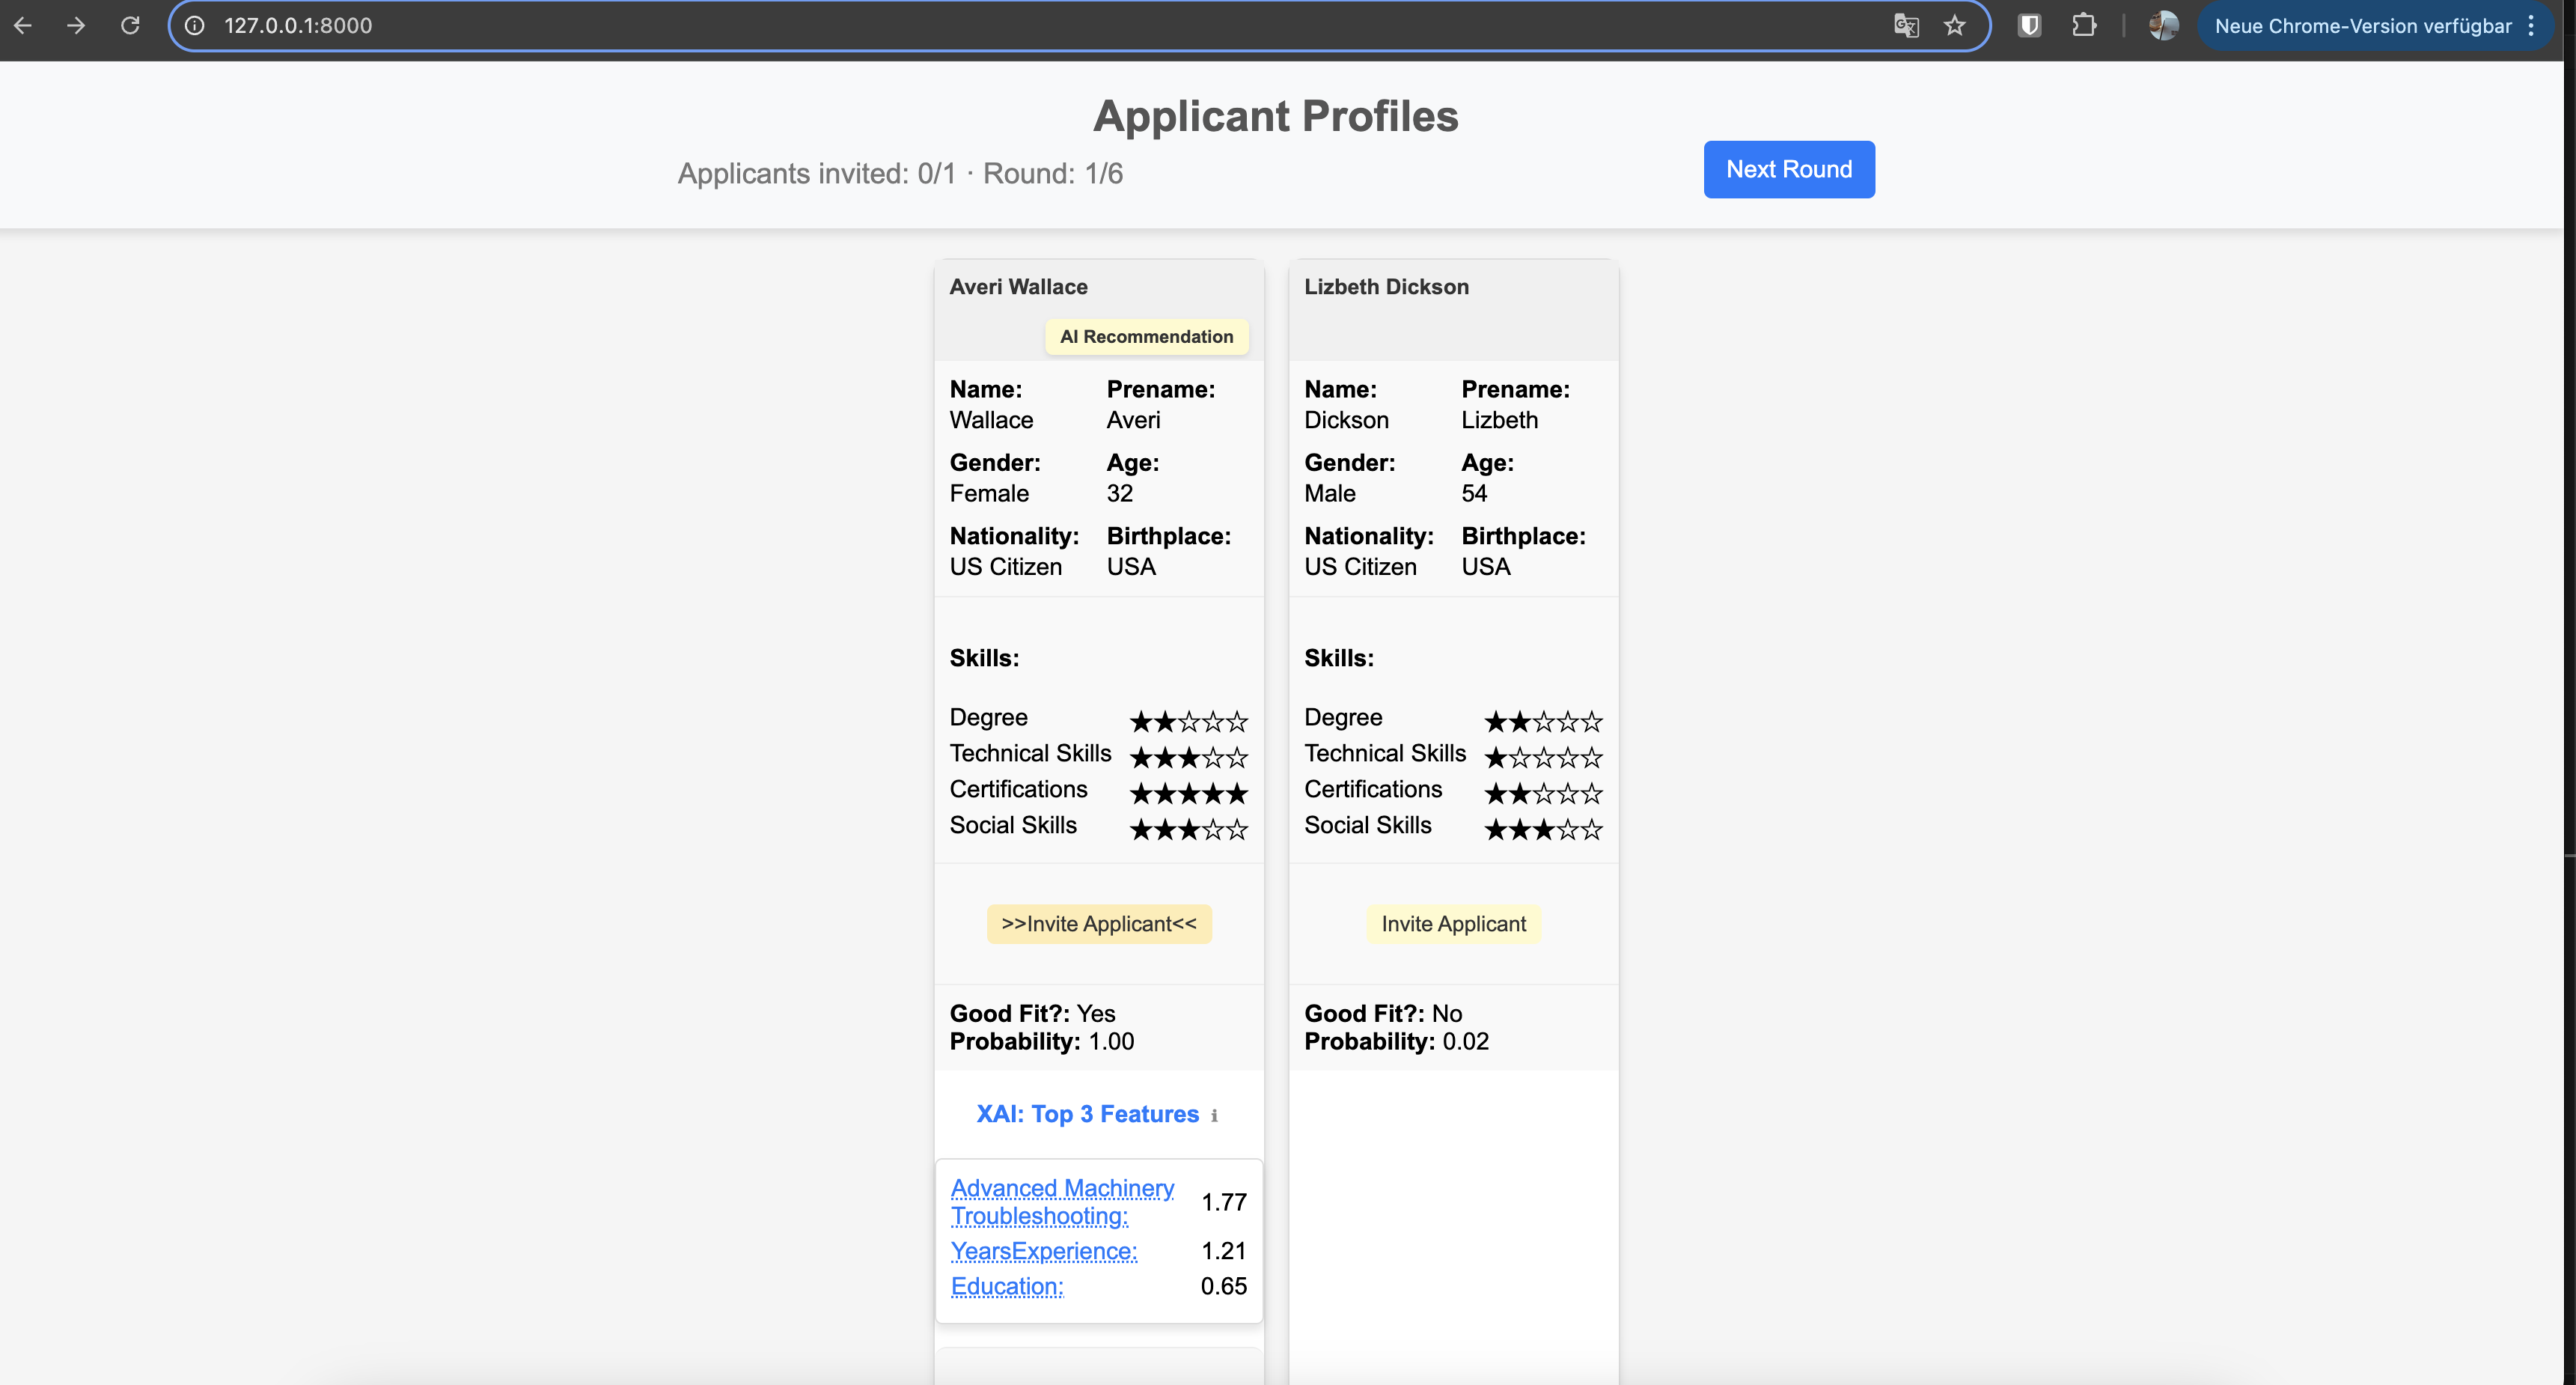 127.0.0.1:8000
Neue Chrome-Version verfügbar
Applicant Profiles
Applicants invited: 0/1 · Round: 1/6
Next Round
Averi Wallace
AI Recommendation
Name: Prename:
Wallace Averi
Gender: Age:
Female 32
Nationality: Birthplace:
US Citizen USA
Skills:
Degree ★★☆☆☆
Technical Skills ★★★☆☆
Certifications ★★★★★
Social Skills ★★★☆☆
>>Invite Applicant<<
Good Fit?: Yes
Probability: 1.00
XAI: Top 3 Features ℹ
Advanced Machinery
Troubleshooting: 1.77
YearsExperience: 1.21
Education: 0.65
Lizbeth Dickson
Name: Prename:
Dickson Lizbeth
Gender: Age:
Male 54
Nationality: Birthplace:
US Citizen USA
Skills:
Degree ★★☆☆☆
Technical Skills ★☆☆☆☆
Certifications ★★☆☆☆
Social Skills ★★★☆☆
Invite Applicant
Good Fit?: No
Probability: 0.02